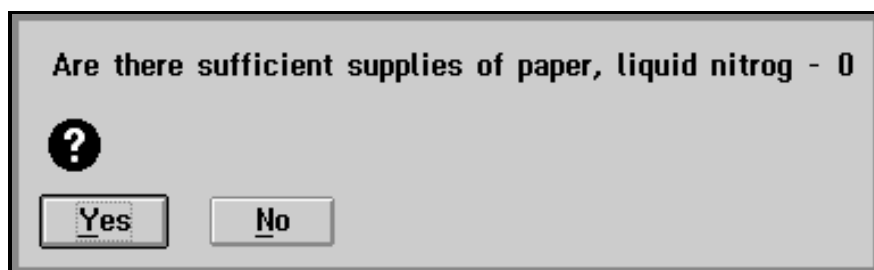 Are there sufficient supplies of paper, liquid nitrog - 0
?
Yes No